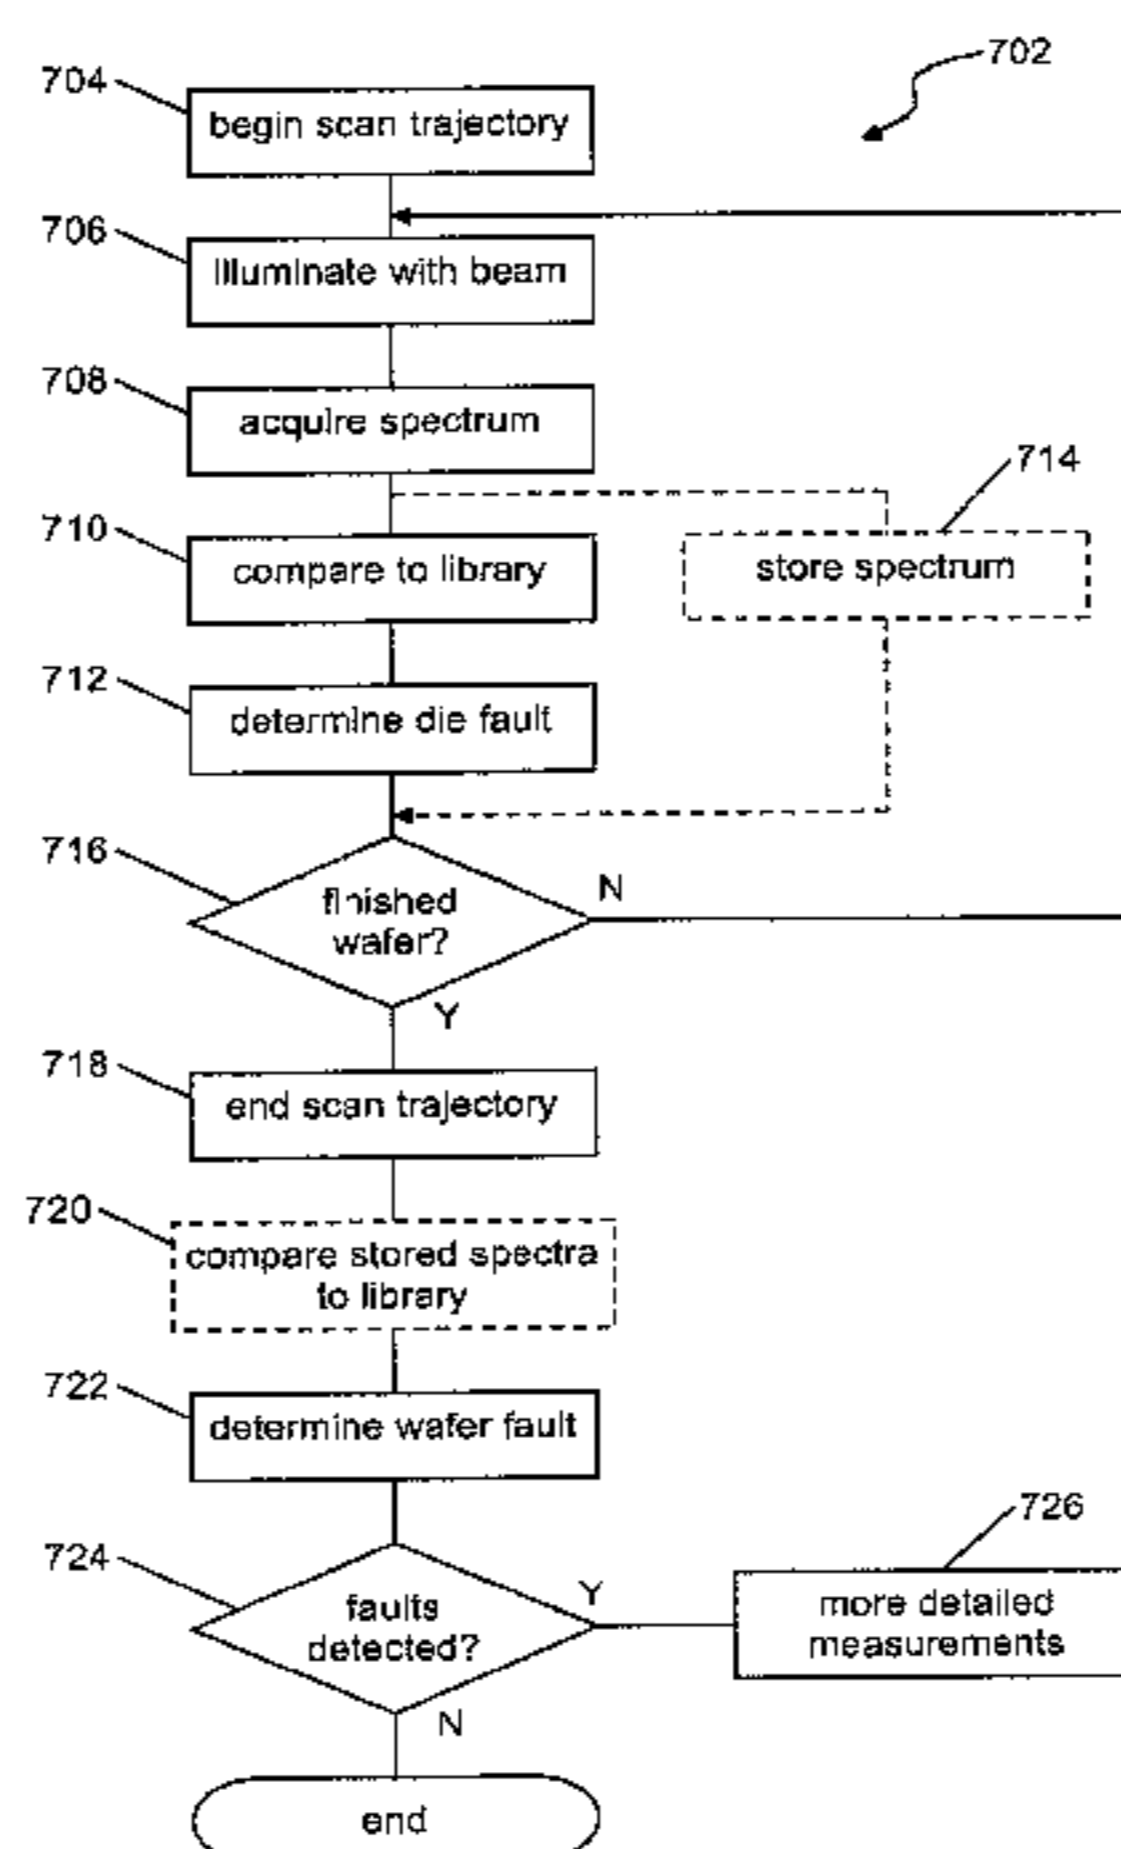 702
704
begin scan trajectory
706
illuminate with beam
708
acquire spectrum
714
710
compare to library
store spectrum
712
determine die fault
716
finished
wafer?
N
Y
718
end scan trajectory
720
compare stored spectra
to library
722
determine wafer fault
726
724
faults
detected?
Y
more detailed
measurements
N
end